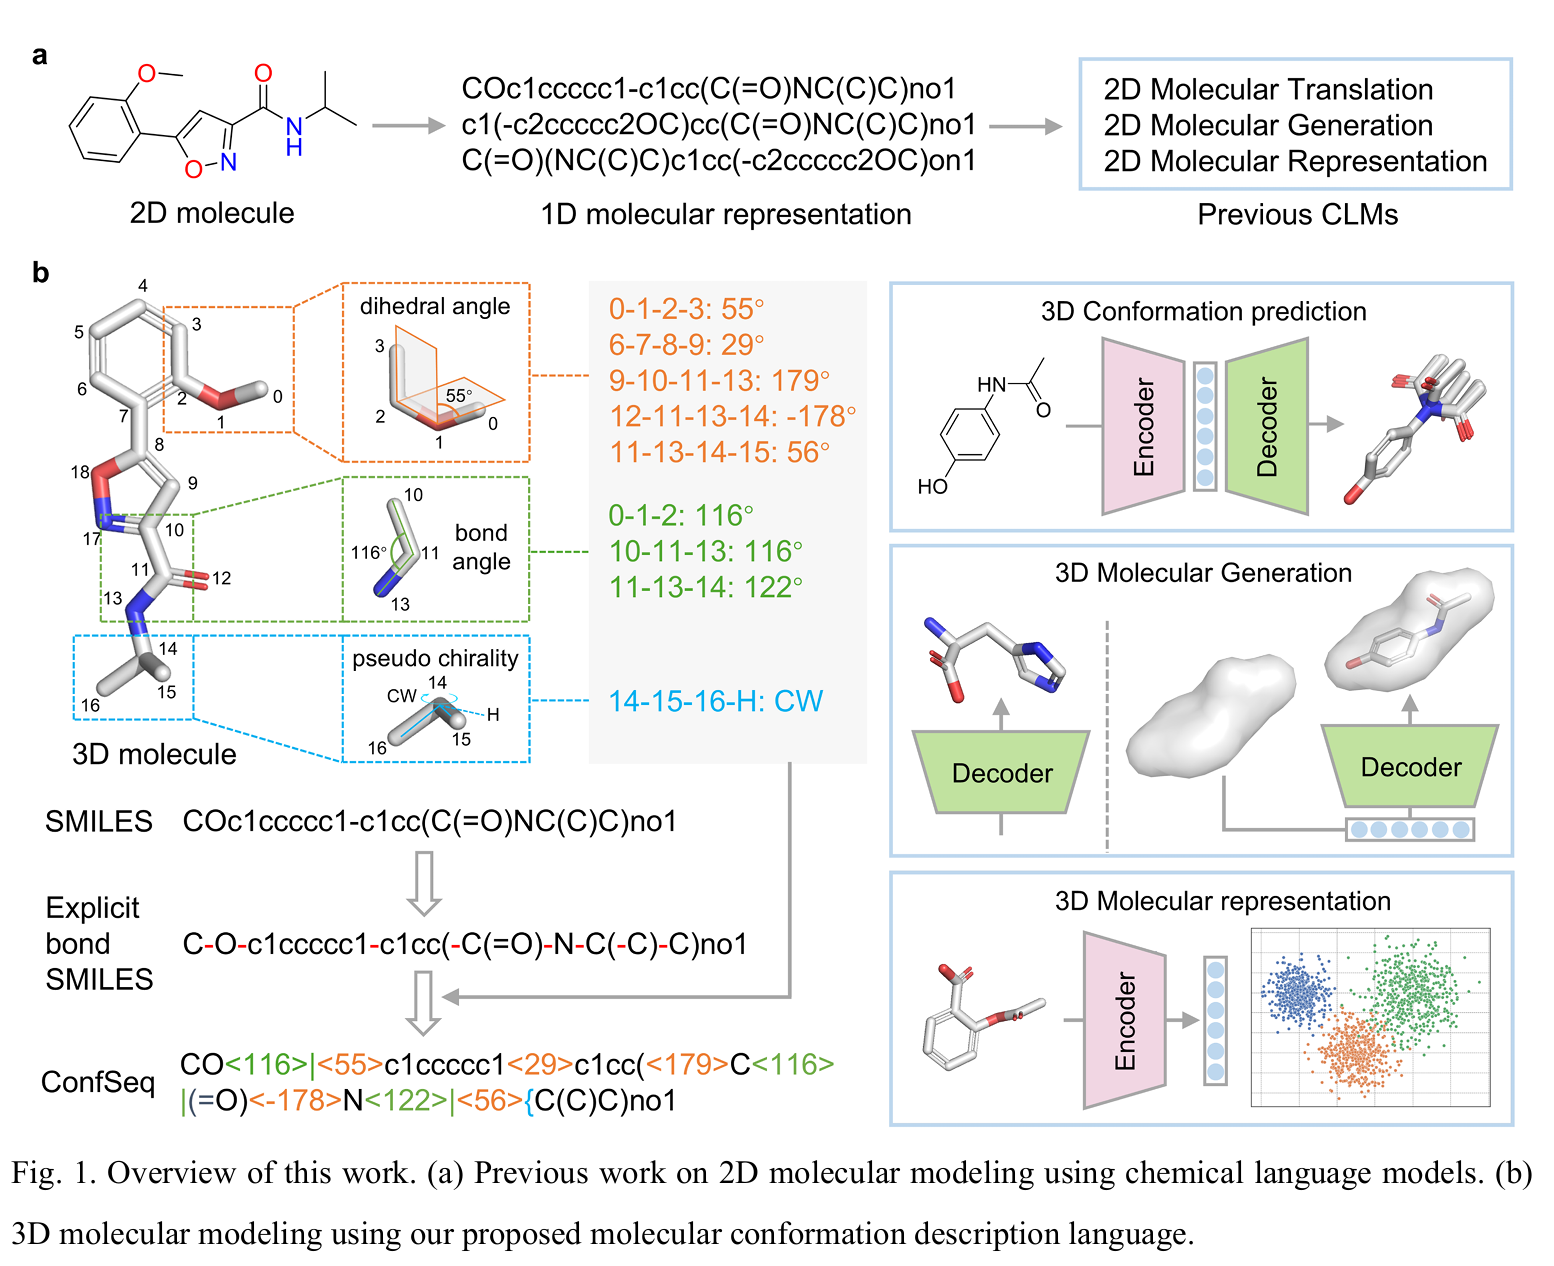 a
O
O
N
H
O
N
2D molecule
COc1ccccc1-c1cc(C(=O)NC(C)C)no1
c1(-c2ccccc2OC)cc(C(=O)NC(C)C)no1
C(=O)(NC(C)C)c1cc(-c2ccccc2OC)on1
1D molecular representation
2D Molecular Translation
2D Molecular Generation
2D Molecular Representation
Previous CLMs
b
4
3
5
6
2
0
1
7
8
18
9
17
10
11
12
13
14
15
16
3D molecule
dihedral angle
3
55°
2
0
1
10
bond
angle
116°
11
13
pseudo chirality
14
CW
H
15
16
0-1-2-3: 55°
6-7-8-9: 29°
9-10-11-13: 179°
12-11-13-14: -178°
11-13-14-15: 56°
0-1-2: 116°
10-11-13: 116°
11-13-14: 122°
14-15-16-H: CW
SMILES
COc1ccccc1-c1cc(C(=O)NC(C)C)no1
Explicit
bond
SMILES
C-O-c1ccccc1-c1cc(-C(=O)-N-C(-C)-C)no1
ConfSeq
CO<116>|<55>c1ccccc1<29>c1cc(<179>C<116>
|(=O)<-178>N<122>|<56>{C(C)C)no1
3D Conformation prediction
HN
O
HO
Encoder
Decoder
3D Molecular Generation
Decoder
Decoder
3D Molecular representation
Encoder
Fig. 1. Overview of this work. (a) Previous work on 2D molecular modeling using chemical language models. (b)
3D molecular modeling using our proposed molecular conformation description language.